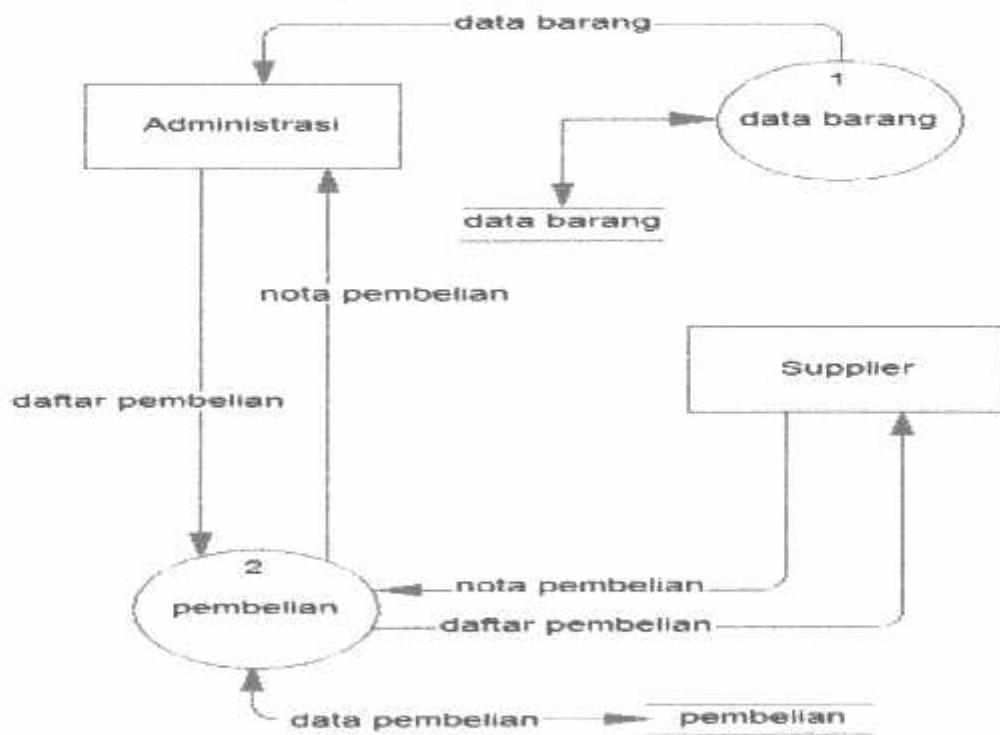 data barang
1
data barang
Administrasi
data barang
nota pembelian
Supplier
daftar pembelian
2
pembelian
nota pembelian
daftar pembelian
data pembelian
pembelian